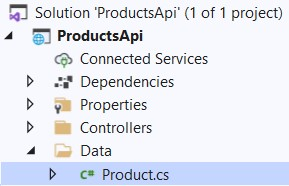 Solution 'ProductsApi' (1 of 1 project)
ProductsApi
Connected Services
Dependencies
Properties
Controllers
Data
C# Product.cs